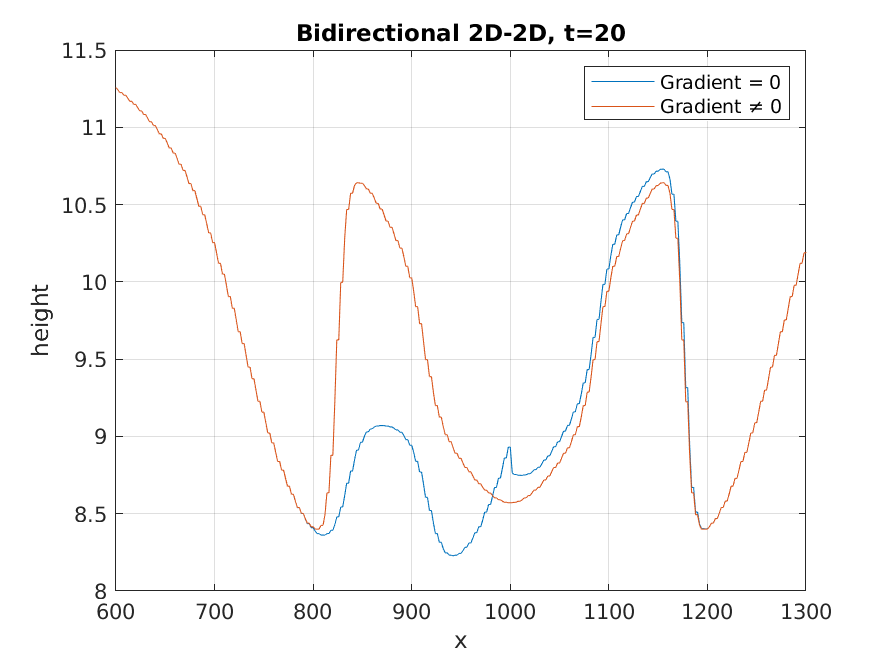 Bidirectional 2D-2D, t=20
11.5
11
10.5
10
9.5
9
8.5
8
height
Gradient = 0
Gradient ≠ 0
600 700 800 900 1000 1100 1200 1300
x